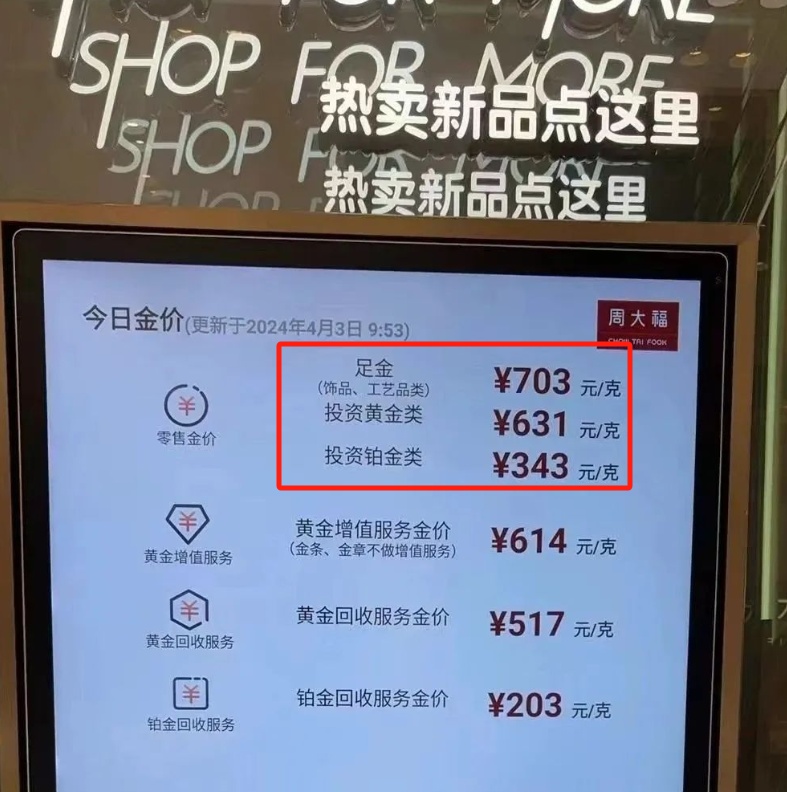 SHOP FOR MORE
热卖新品点这里
SHOP FOR MORE
热卖新品点这里
今日金价(更新于2024年4月3日 9:53)
周大福
CHOW TAI FOOK
足金
(饰品、工艺品类)
¥703 元/克
零售金价
投资黄金类
¥631 元/克
投资铂金类
¥343 元/克
黄金增值服务
黄金增值服务金价
(金条、金章不做增值服务)
¥614 元/克
黄金回收服务
黄金回收服务金价
¥517 元/克
铂金回收服务
铂金回收服务金价
¥203 元/克